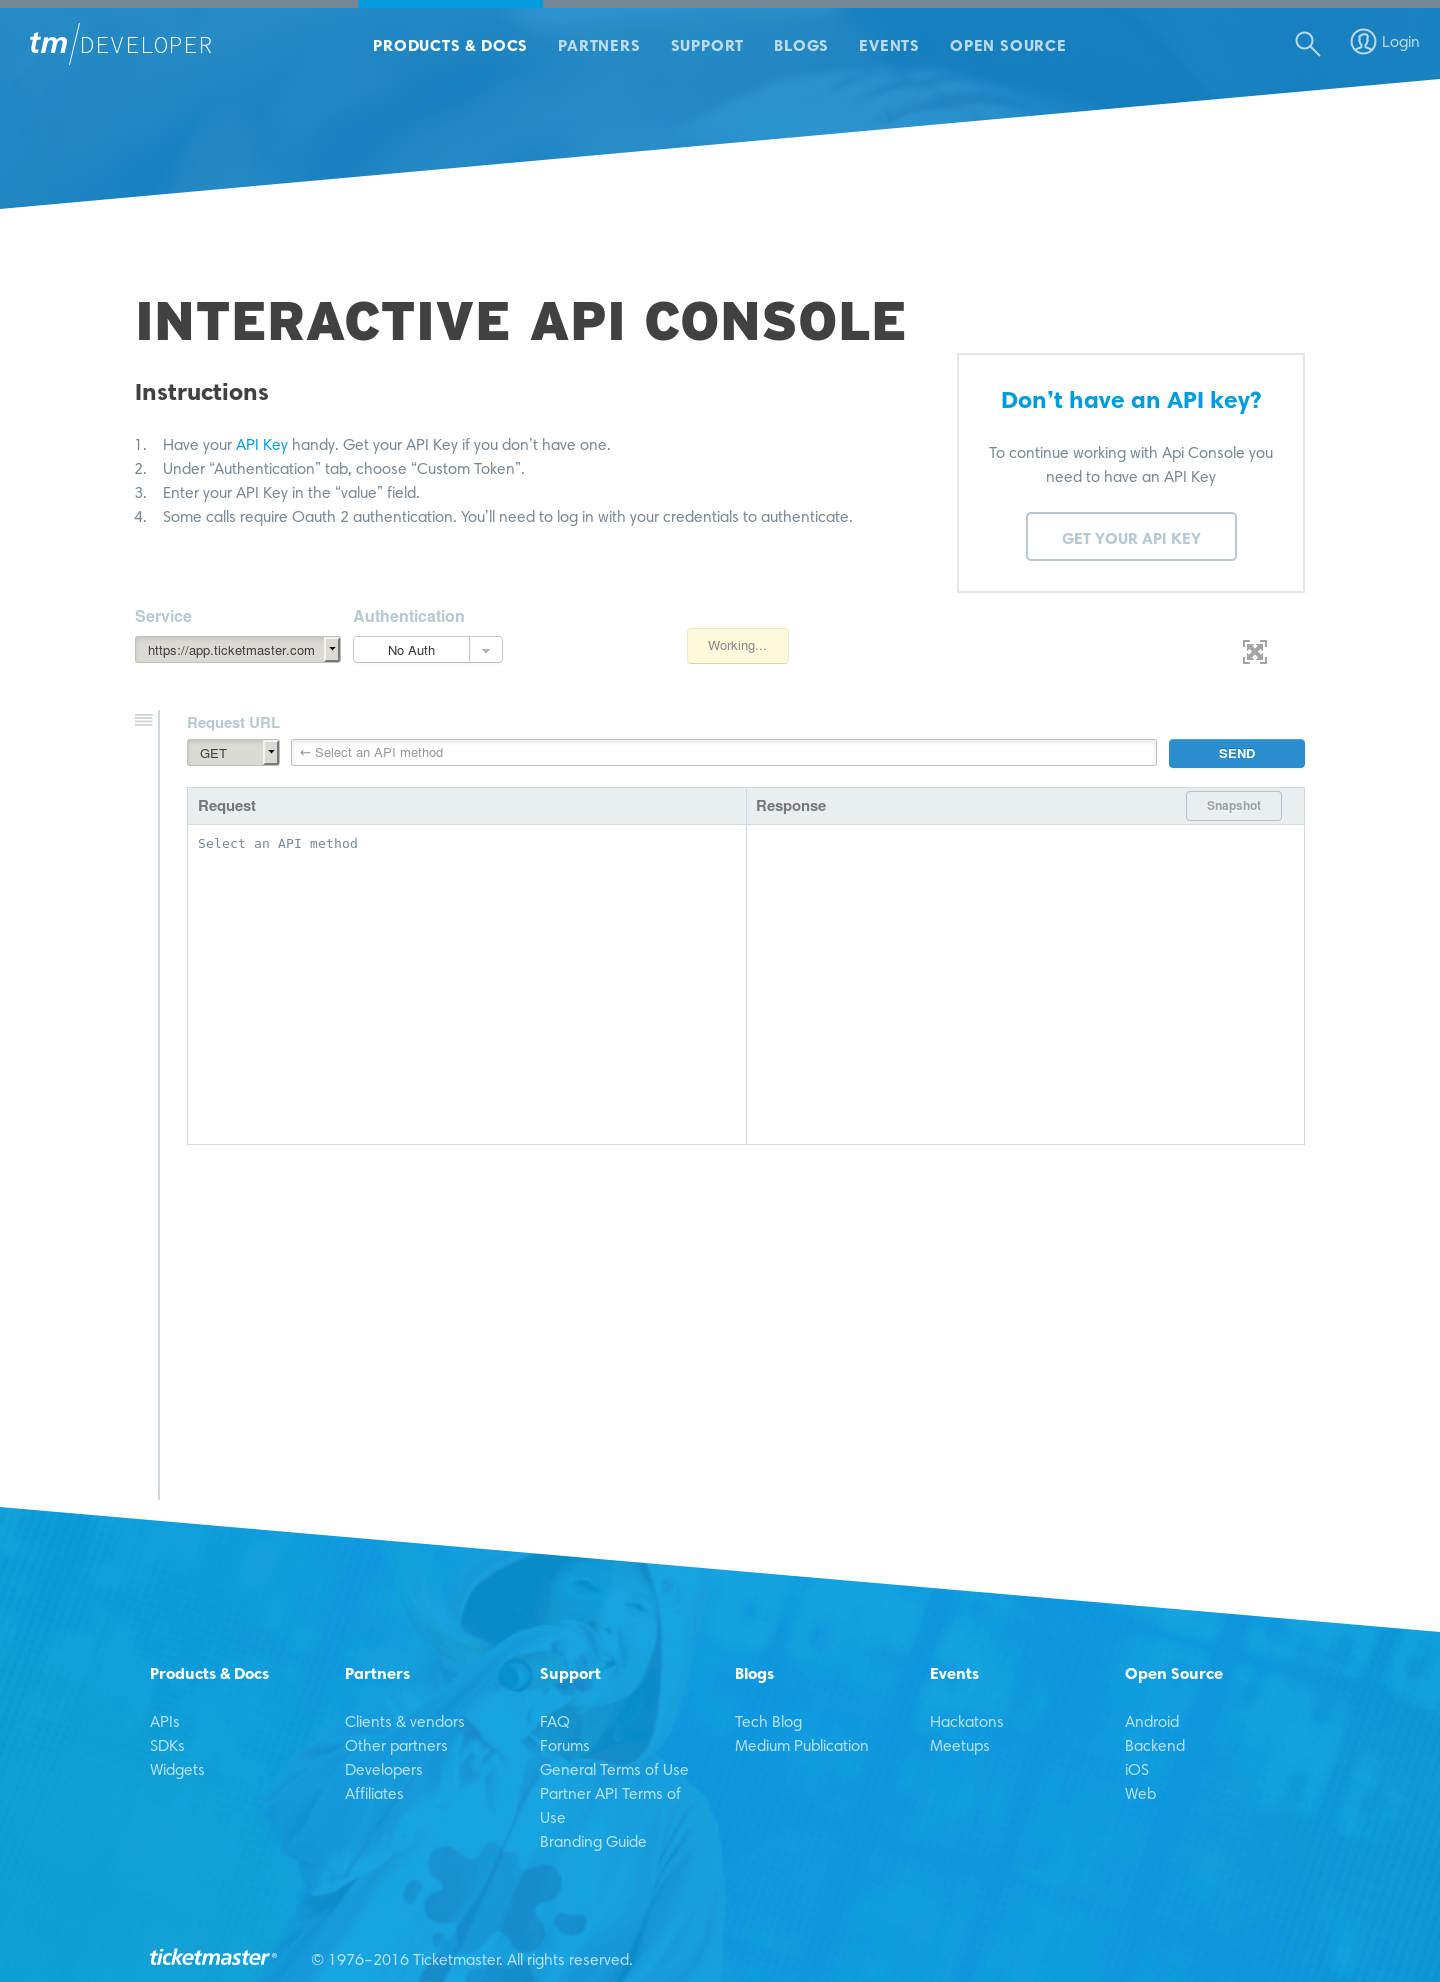 tm/DEVELOPER
PRODUCTS & DOCS PARTNERS SUPPORT BLOGS EVENTS OPEN SOURCE
Login
INTERACTIVE API CONSOLE
Instructions
1. Have your API Key handy. Get your API Key if you don’t have one.
2. Under “Authentication” tab, choose “Custom Token”.
3. Enter your API Key in the “value” field.
4. Some calls require Oauth 2 authentication. You’ll need to log in with your credentials to authenticate.
Don’t have an API key?
To continue working with Api Console you
need to have an API Key
GET YOUR API KEY
Service Authentication
https://app.ticketmaster.com No Auth Working...
Request URL
GET ← Select an API method SEND
Request Response Snapshot
Select an API method
Products & Docs
APIs
SDKs
Widgets
Partners
Clients & vendors
Other partners
Developers
Affiliates
Support
FAQ
Forums
General Terms of Use
Partner API Terms of
Use
Branding Guide
Blogs
Tech Blog
Medium Publication
Events
Hackatons
Meetups
Open Source
Android
Backend
iOS
Web
ticketmaster® © 1976–2016 Ticketmaster. All rights reserved.